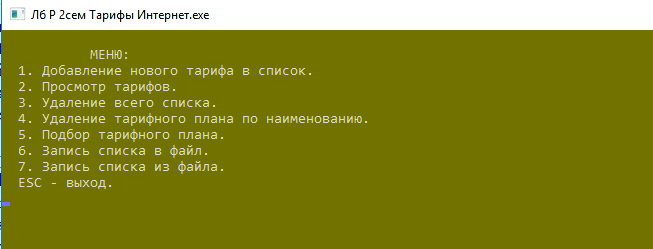 Лб Р 2сем Тарифы Интернет.exe
МЕНЮ:
1. Добавление нового тарифа в список.
2. Просмотр тарифов.
3. Удаление всего списка.
4. Удаление тарифного плана по наименованию.
5. Подбор тарифного плана.
6. Запись списка в файл.
7. Запись списка из файла.
ESC - выход.